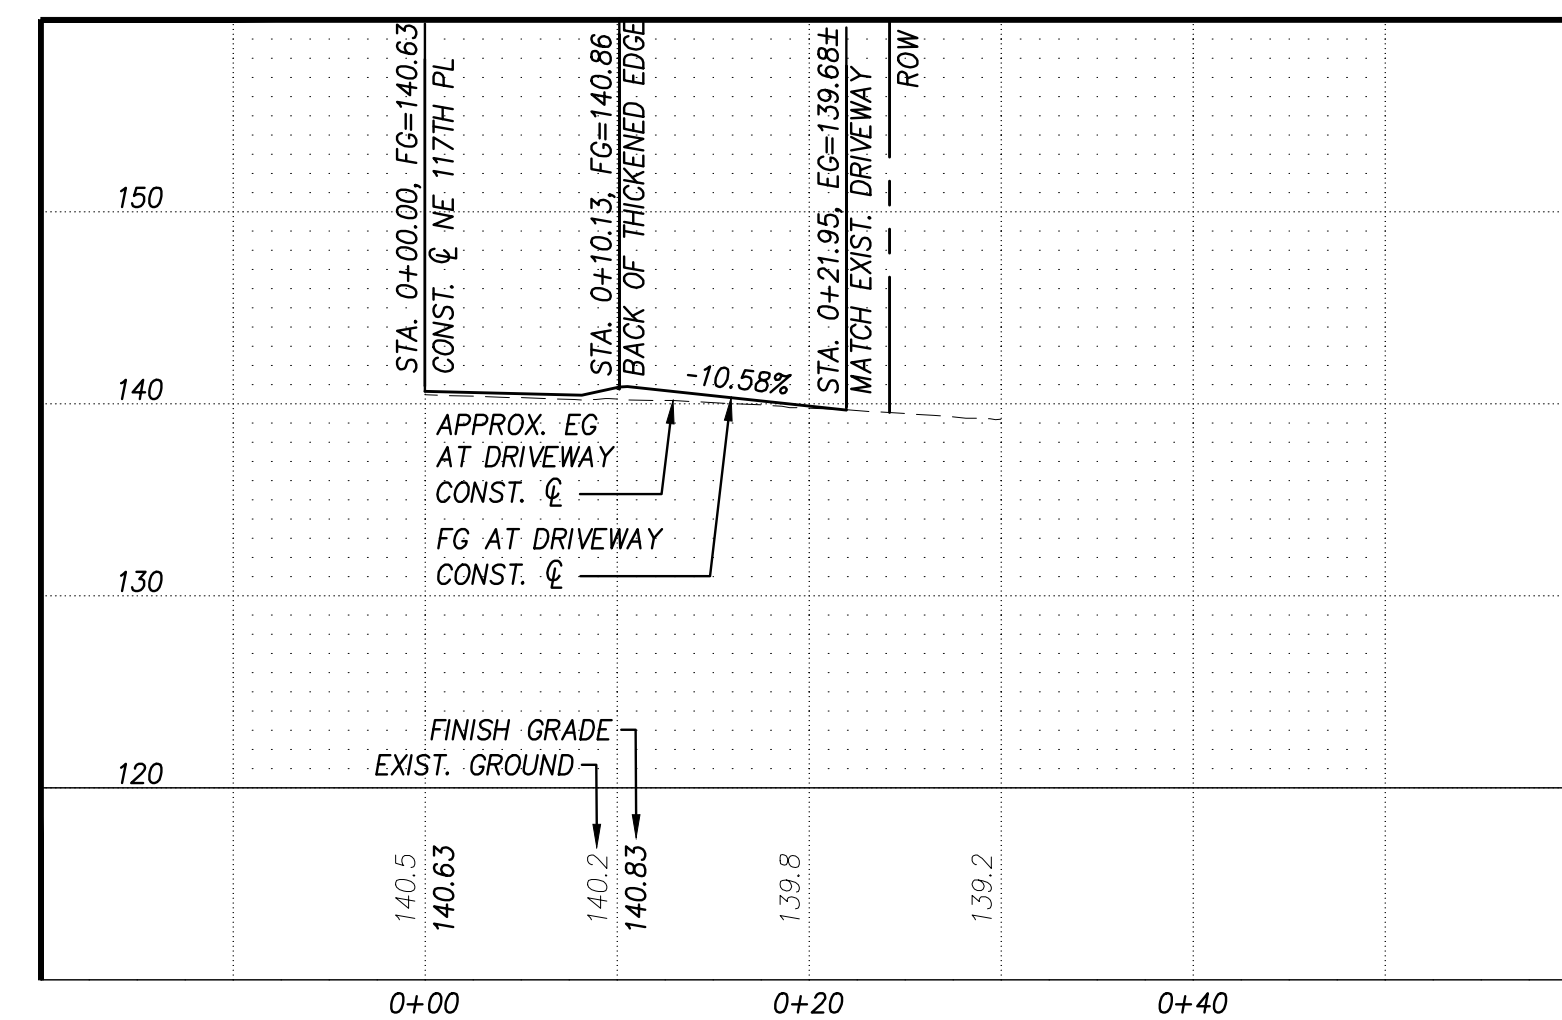 STA. 0+00.00, FG=140.63
CONST. ℄ NE 117TH PL
STA. 0+10.13, FG=140.86
BACK OF THICKENED EDGE
STA. 0+21.95, EG=139.68±
MATCH EXIST. DRIVEWAY
ROW
150
140
-10.58%
APPROX. EG
AT DRIVEWAY
CONST. ℄
FG AT DRIVEWAY
CONST. ℄
130
FINISH GRADE
EXIST. GROUND
120
140.5
140.63
140.2
140.83
139.8
139.2
0+00
0+20
0+40